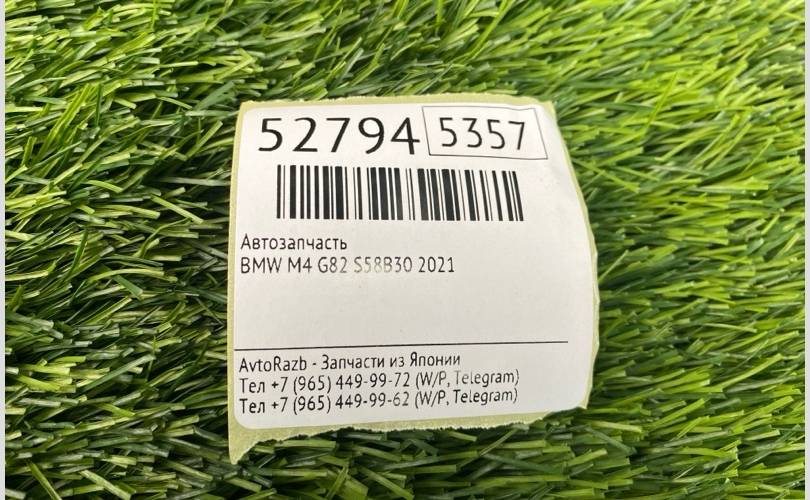 52794 5357
Автозапчасть
BMW M4 G82 S58B30 2021
AvtoRazb - Запчасти из Японии
Тел +7 (965) 449-99-72 (W/P, Telegram)
Тел +7 (965) 449-99-62 (W/P, Telegram)